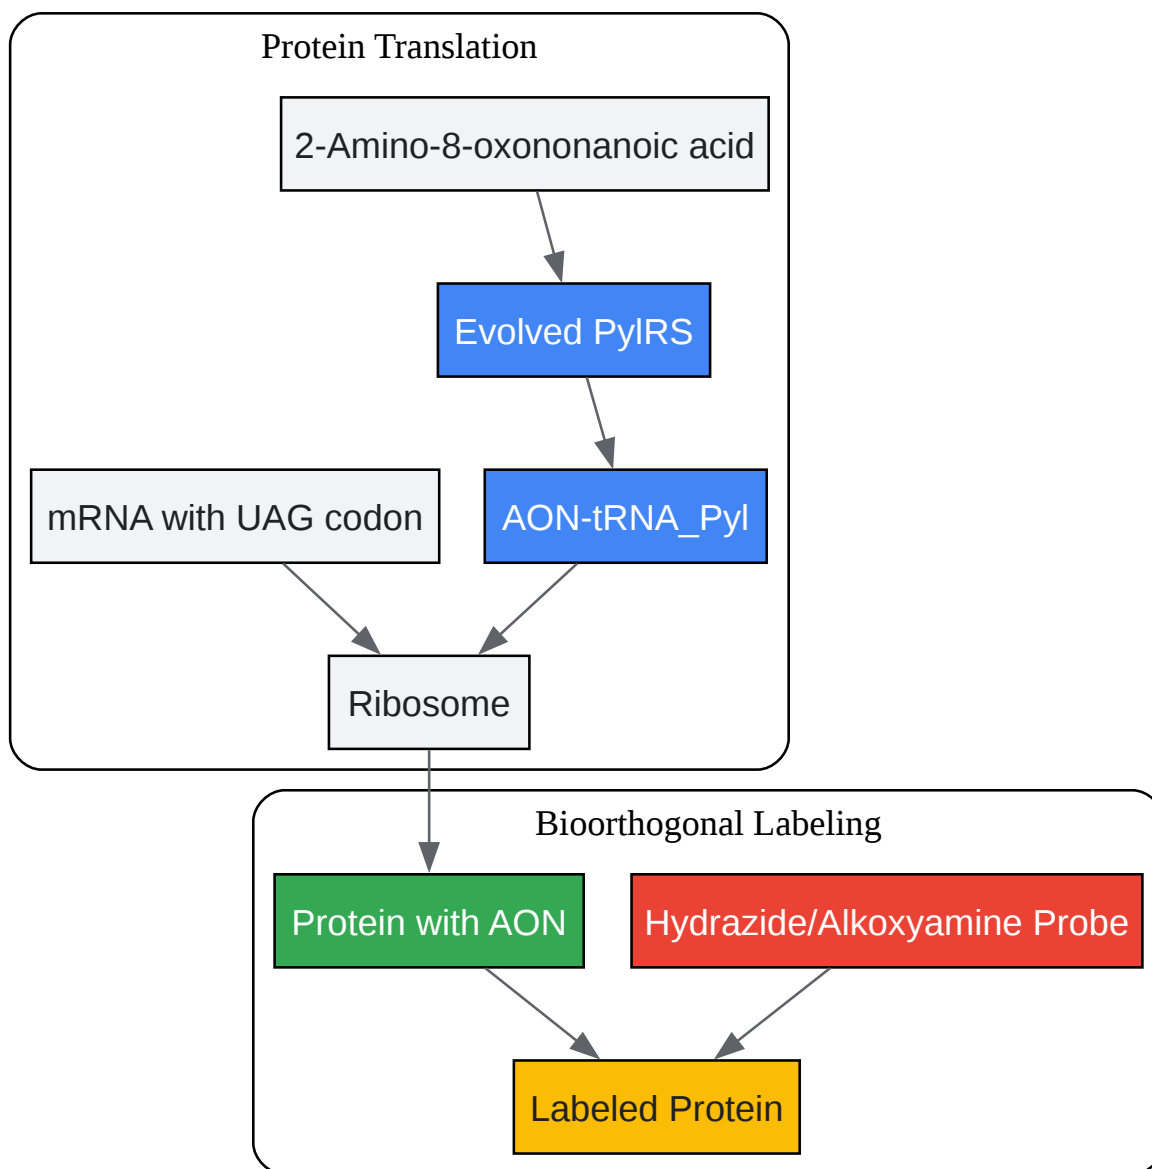 Protein Translation
2-Amino-8-oxononanoic acid
Evolved PylRS
mRNA with UAG codon
AON-tRNA_Pyl
Ribosome
Bioorthogonal Labeling
Protein with AON
Hydrazide/Alkoxyamine Probe
Labeled Protein